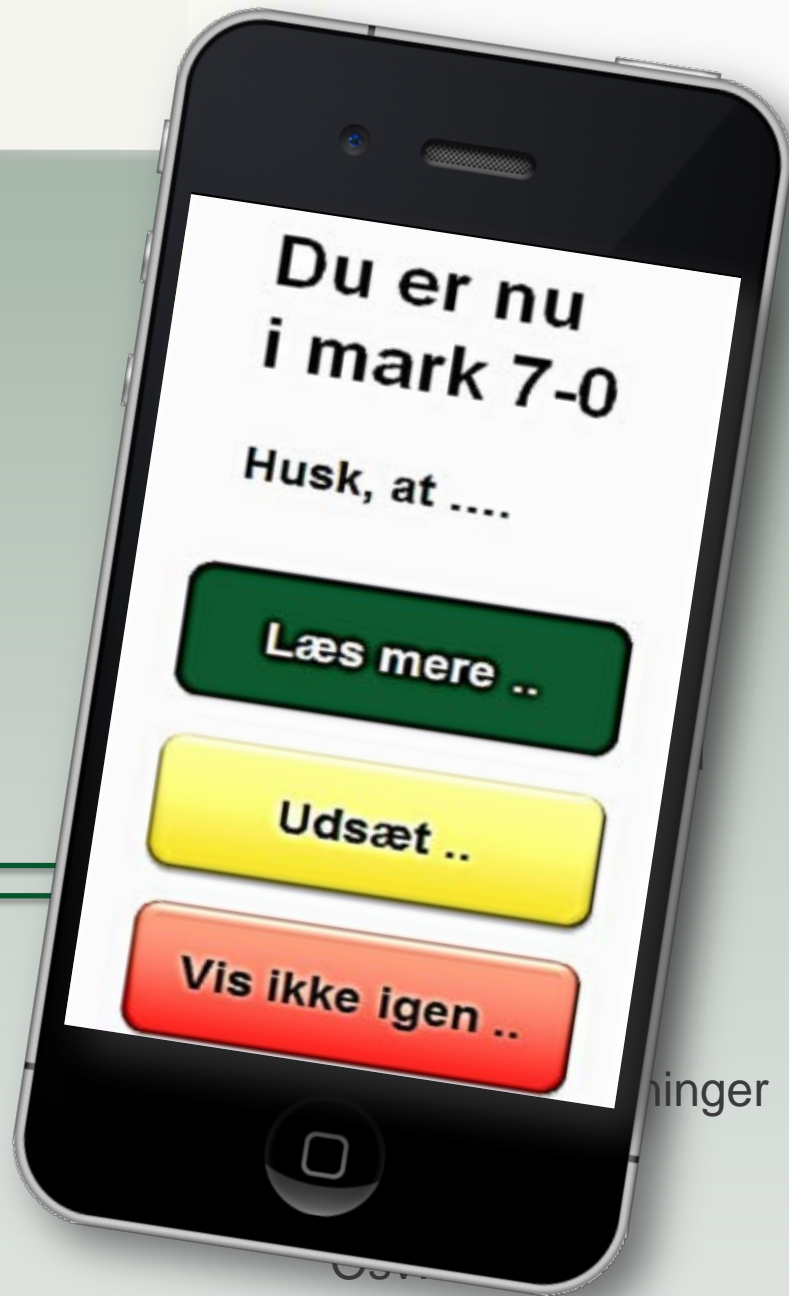 Du er nu
i mark 7-0
Husk, at ....
Læs mere ..
Udsæt ..
Vis ikke igen ..